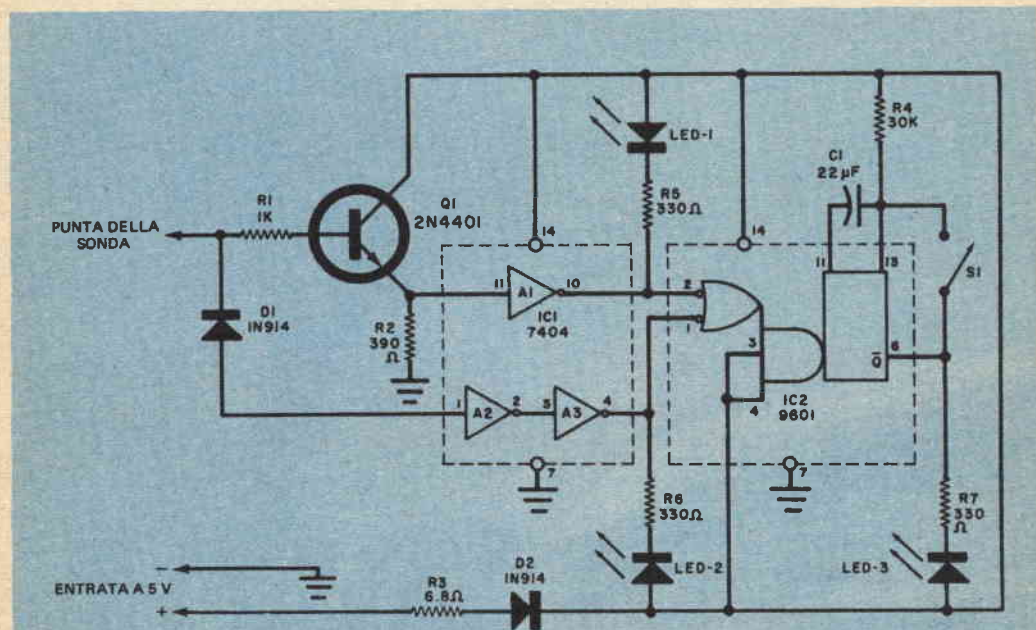 PUNTA DELLA
SONDA
R1
1K
Q1
2N4401
D1
1N914
R2
390
Ω
14
11
A1
10
IC1
7404
1
A2
2
3
A3
4
7
LED-1
R5
330Ω
14
2
1
3
4
IC2
9601
7
R4
30K
C1
22µF
11
13
Q
6
S1
R6
330Ω
LED-2
R7
330
Ω
LED-3
ENTRATA A 5 V
−
+
R3
6.8Ω
D2
1N914